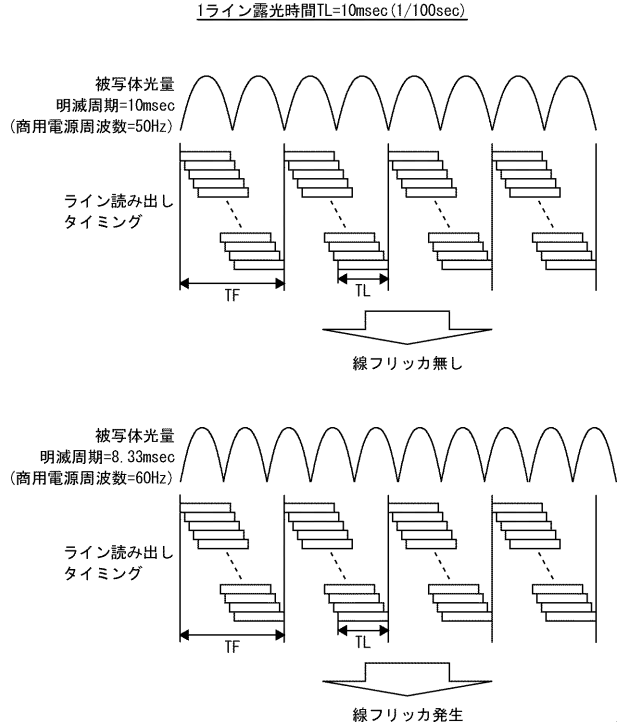 1ライン露光時間TL=10msec(1/100sec)
被写体光量
明滅周期=10msec
(商用電源周波数=50Hz)
ライン読み出し
タイミング
TF
TL
線フリッカ無し
被写体光量
明滅周期=8.33msec
(商用電源周波数=60Hz)
ライン読み出し
タイミング
TF
TL
線フリッカ発生